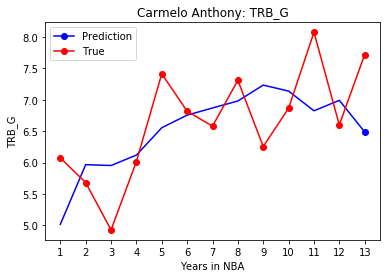 Carmelo Anthony: TRB_G
Prediction
True
8.0
7.5
7.0
6.5
6.0
5.5
5.0
TRB_G
1 2 3 4 5 6 7 8 9 10 11 12 13
Years in NBA